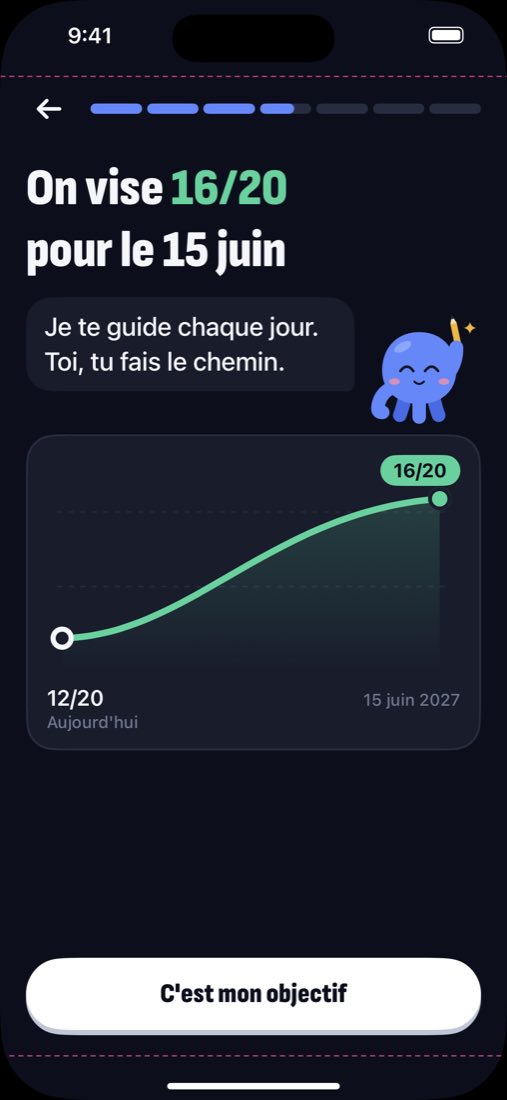 9:41
On vise 16/20
pour le 15 juin
Je te guide chaque jour.
Toi, tu fais le chemin.
16/20
12/20
Aujourd'hui
15 juin 2027
C'est mon objectif